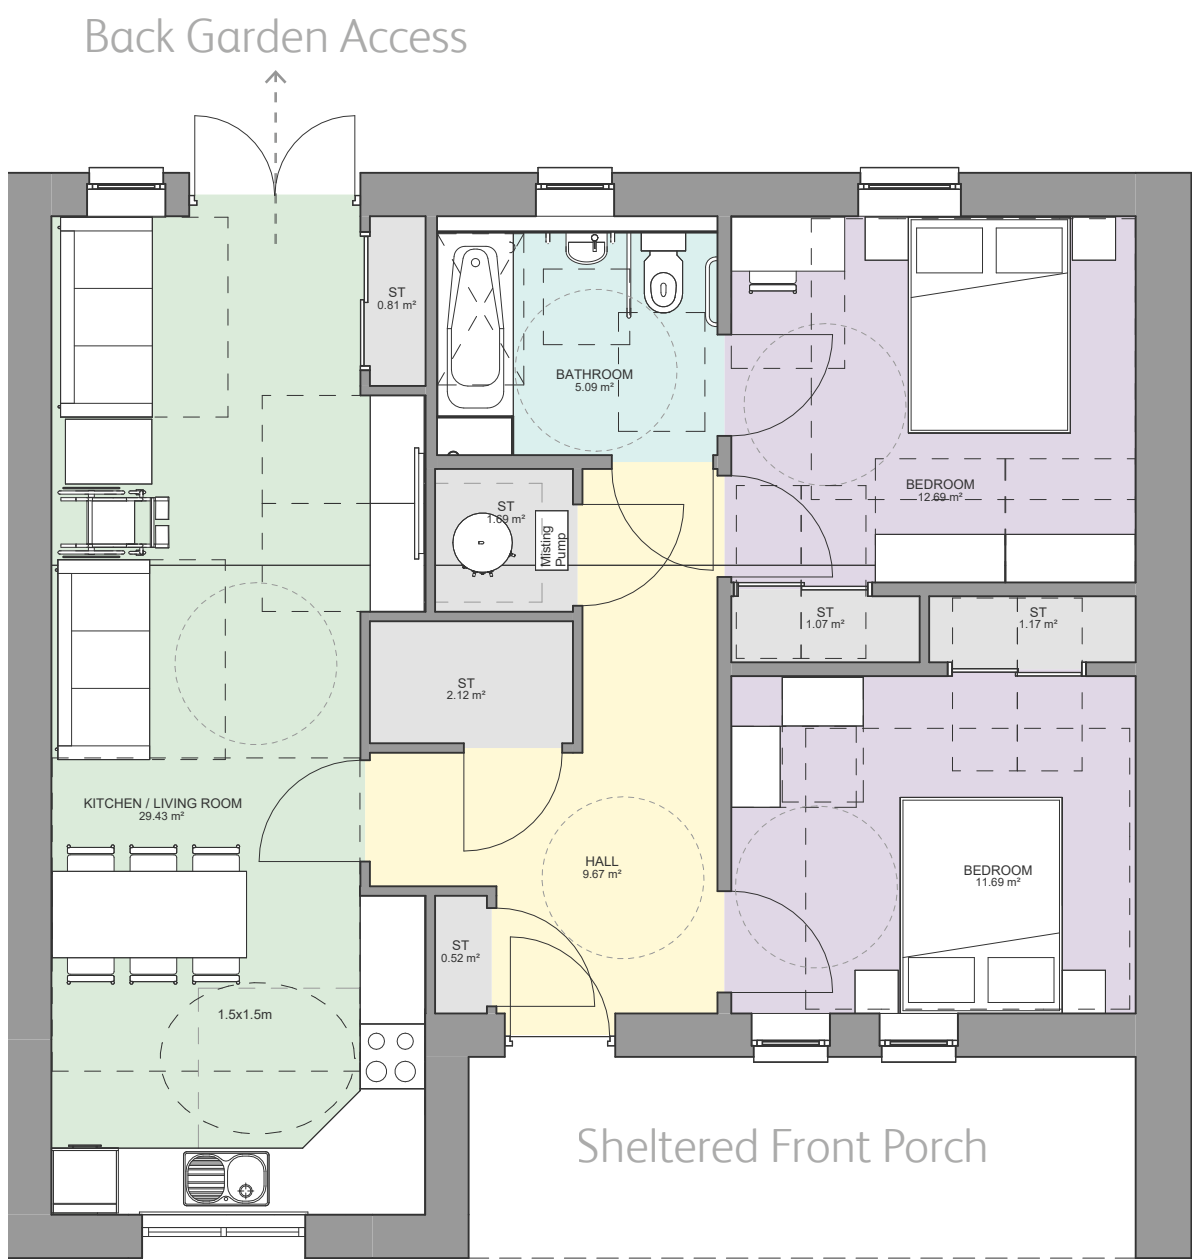 Back Garden Access
ST
0.81 m²
BATHROOM
5.09 m²
BEDROOM
12.69 m²
ST
1.69 m²
Misting
Pump
ST
1.07 m²
ST
1.17 m²
ST
2.12 m²
KITCHEN / LIVING ROOM
29.43 m²
HALL
9.67 m²
BEDROOM
11.69 m²
ST
0.52 m²
1.5x1.5m
Sheltered Front Porch